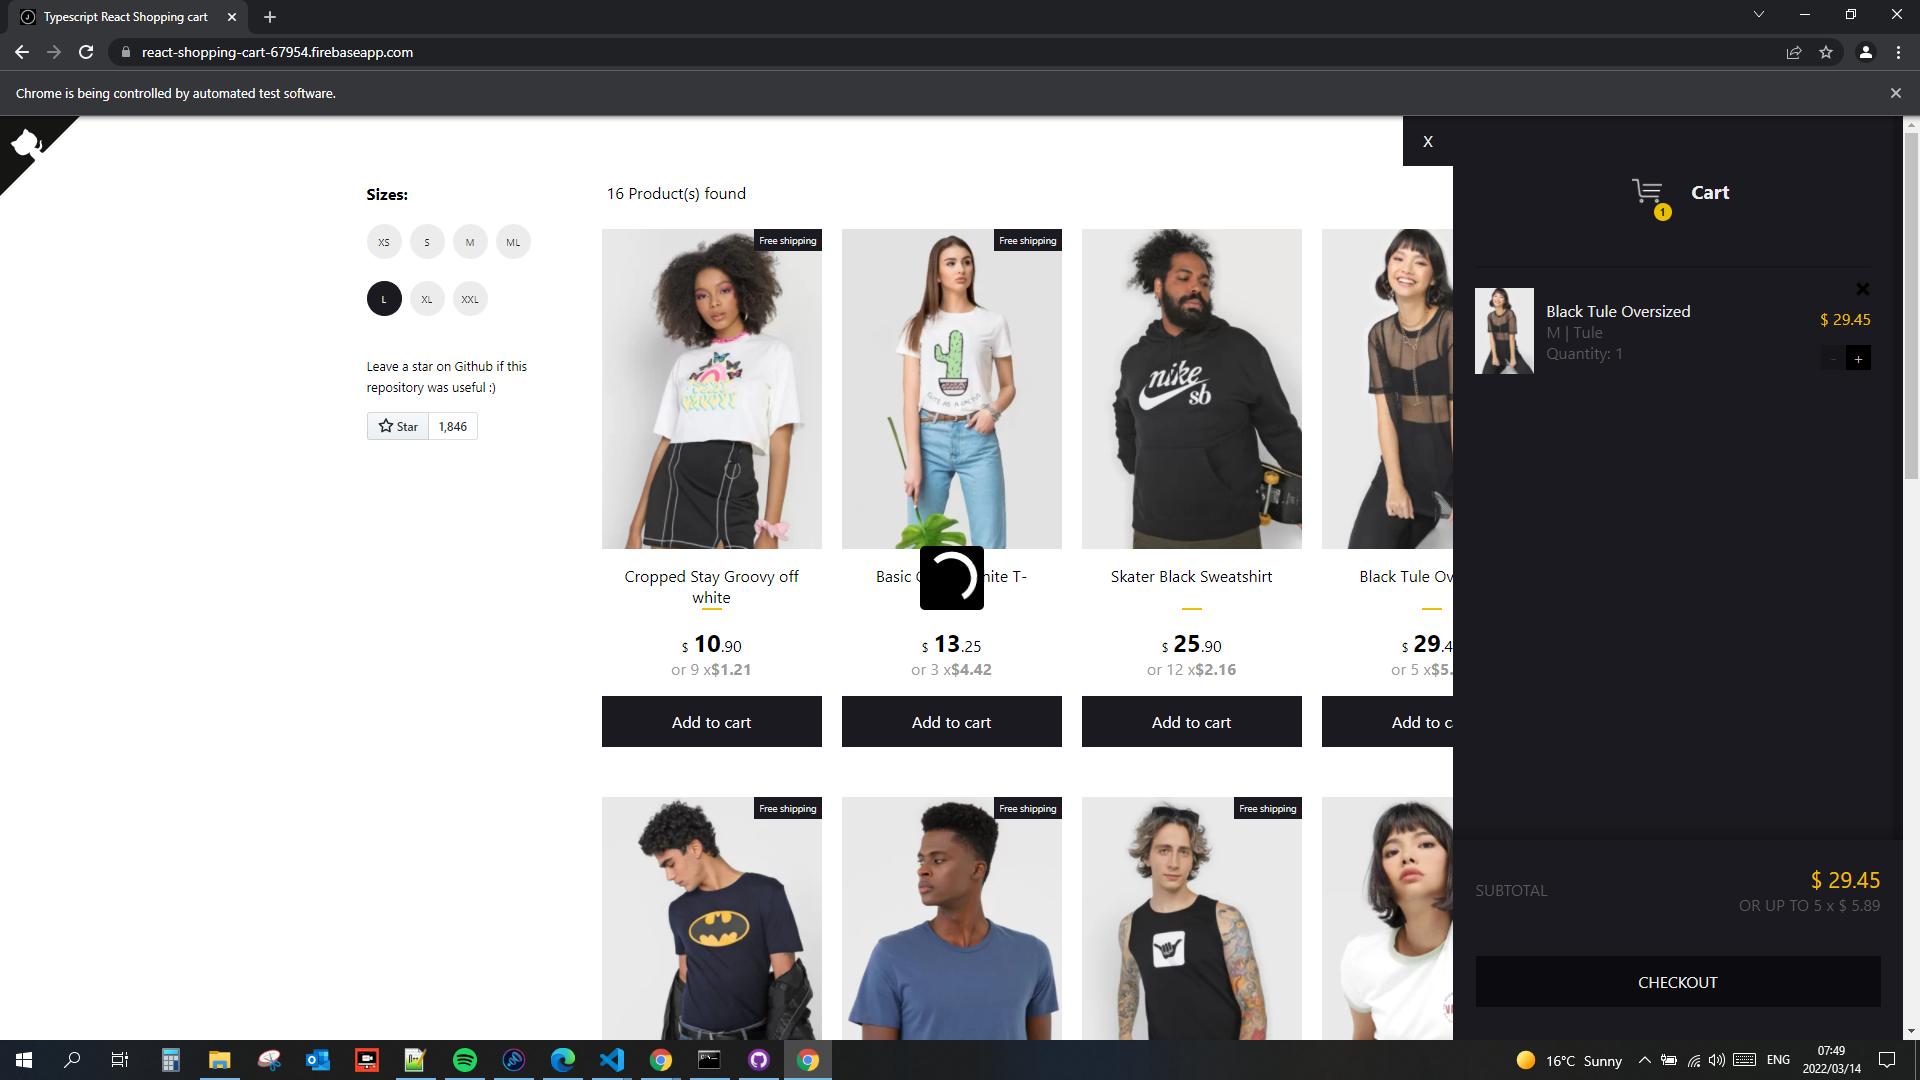 Typescript React Shopping cart
react-shopping-cart-67954.firebaseapp.com
Chrome is being controlled by automated test software.
X
Sizes:
16 Product(s) found
Cart
1
XS
S
M
ML
L
XL
XXL
Leave a star on Github if this
repository was useful :)
Star
1,846
Free shipping
Free shipping
nike
sb
Cropped Stay Groovy off
white
$ 10.90
or 9 x$1.21
Add to cart
Basic
hite T-
$ 13.25
or 3 x$4.42
Add to cart
Skater Black Sweatshirt
$ 25.90
or 12 x$2.16
Add to cart
Black Tule Ov
$ 29.4
or 5 x$5.
Add to c
Free shipping
Free shipping
Free shipping
Black Tule Oversized
M | Tule
Quantity: 1
$ 29.45
-
+
SUBTOTAL
$ 29.45
OR UP TO 5 x $ 5.89
CHECKOUT
16°C Sunny
ENG
07:49
2022/03/14